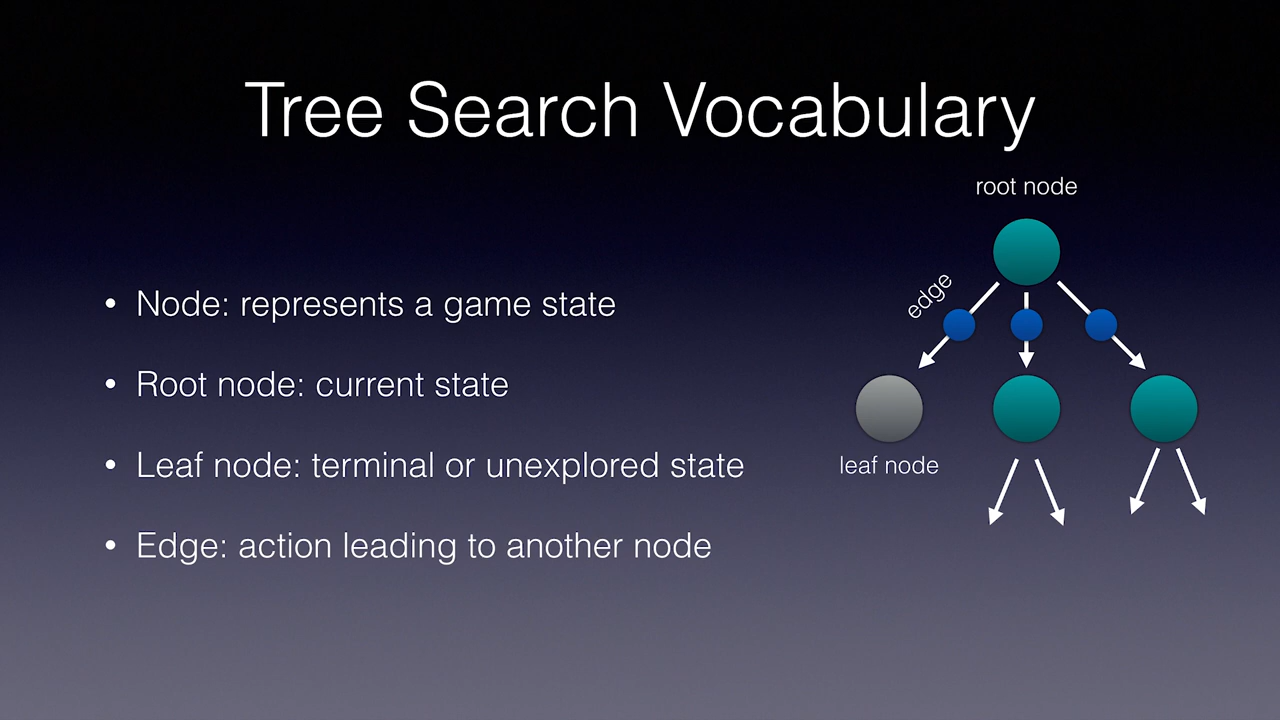 Tree Search Vocabulary
root node
edge
• Node: represents a game state
• Root node: current state
• Leaf node: terminal or unexplored state
leaf node
• Edge: action leading to another node